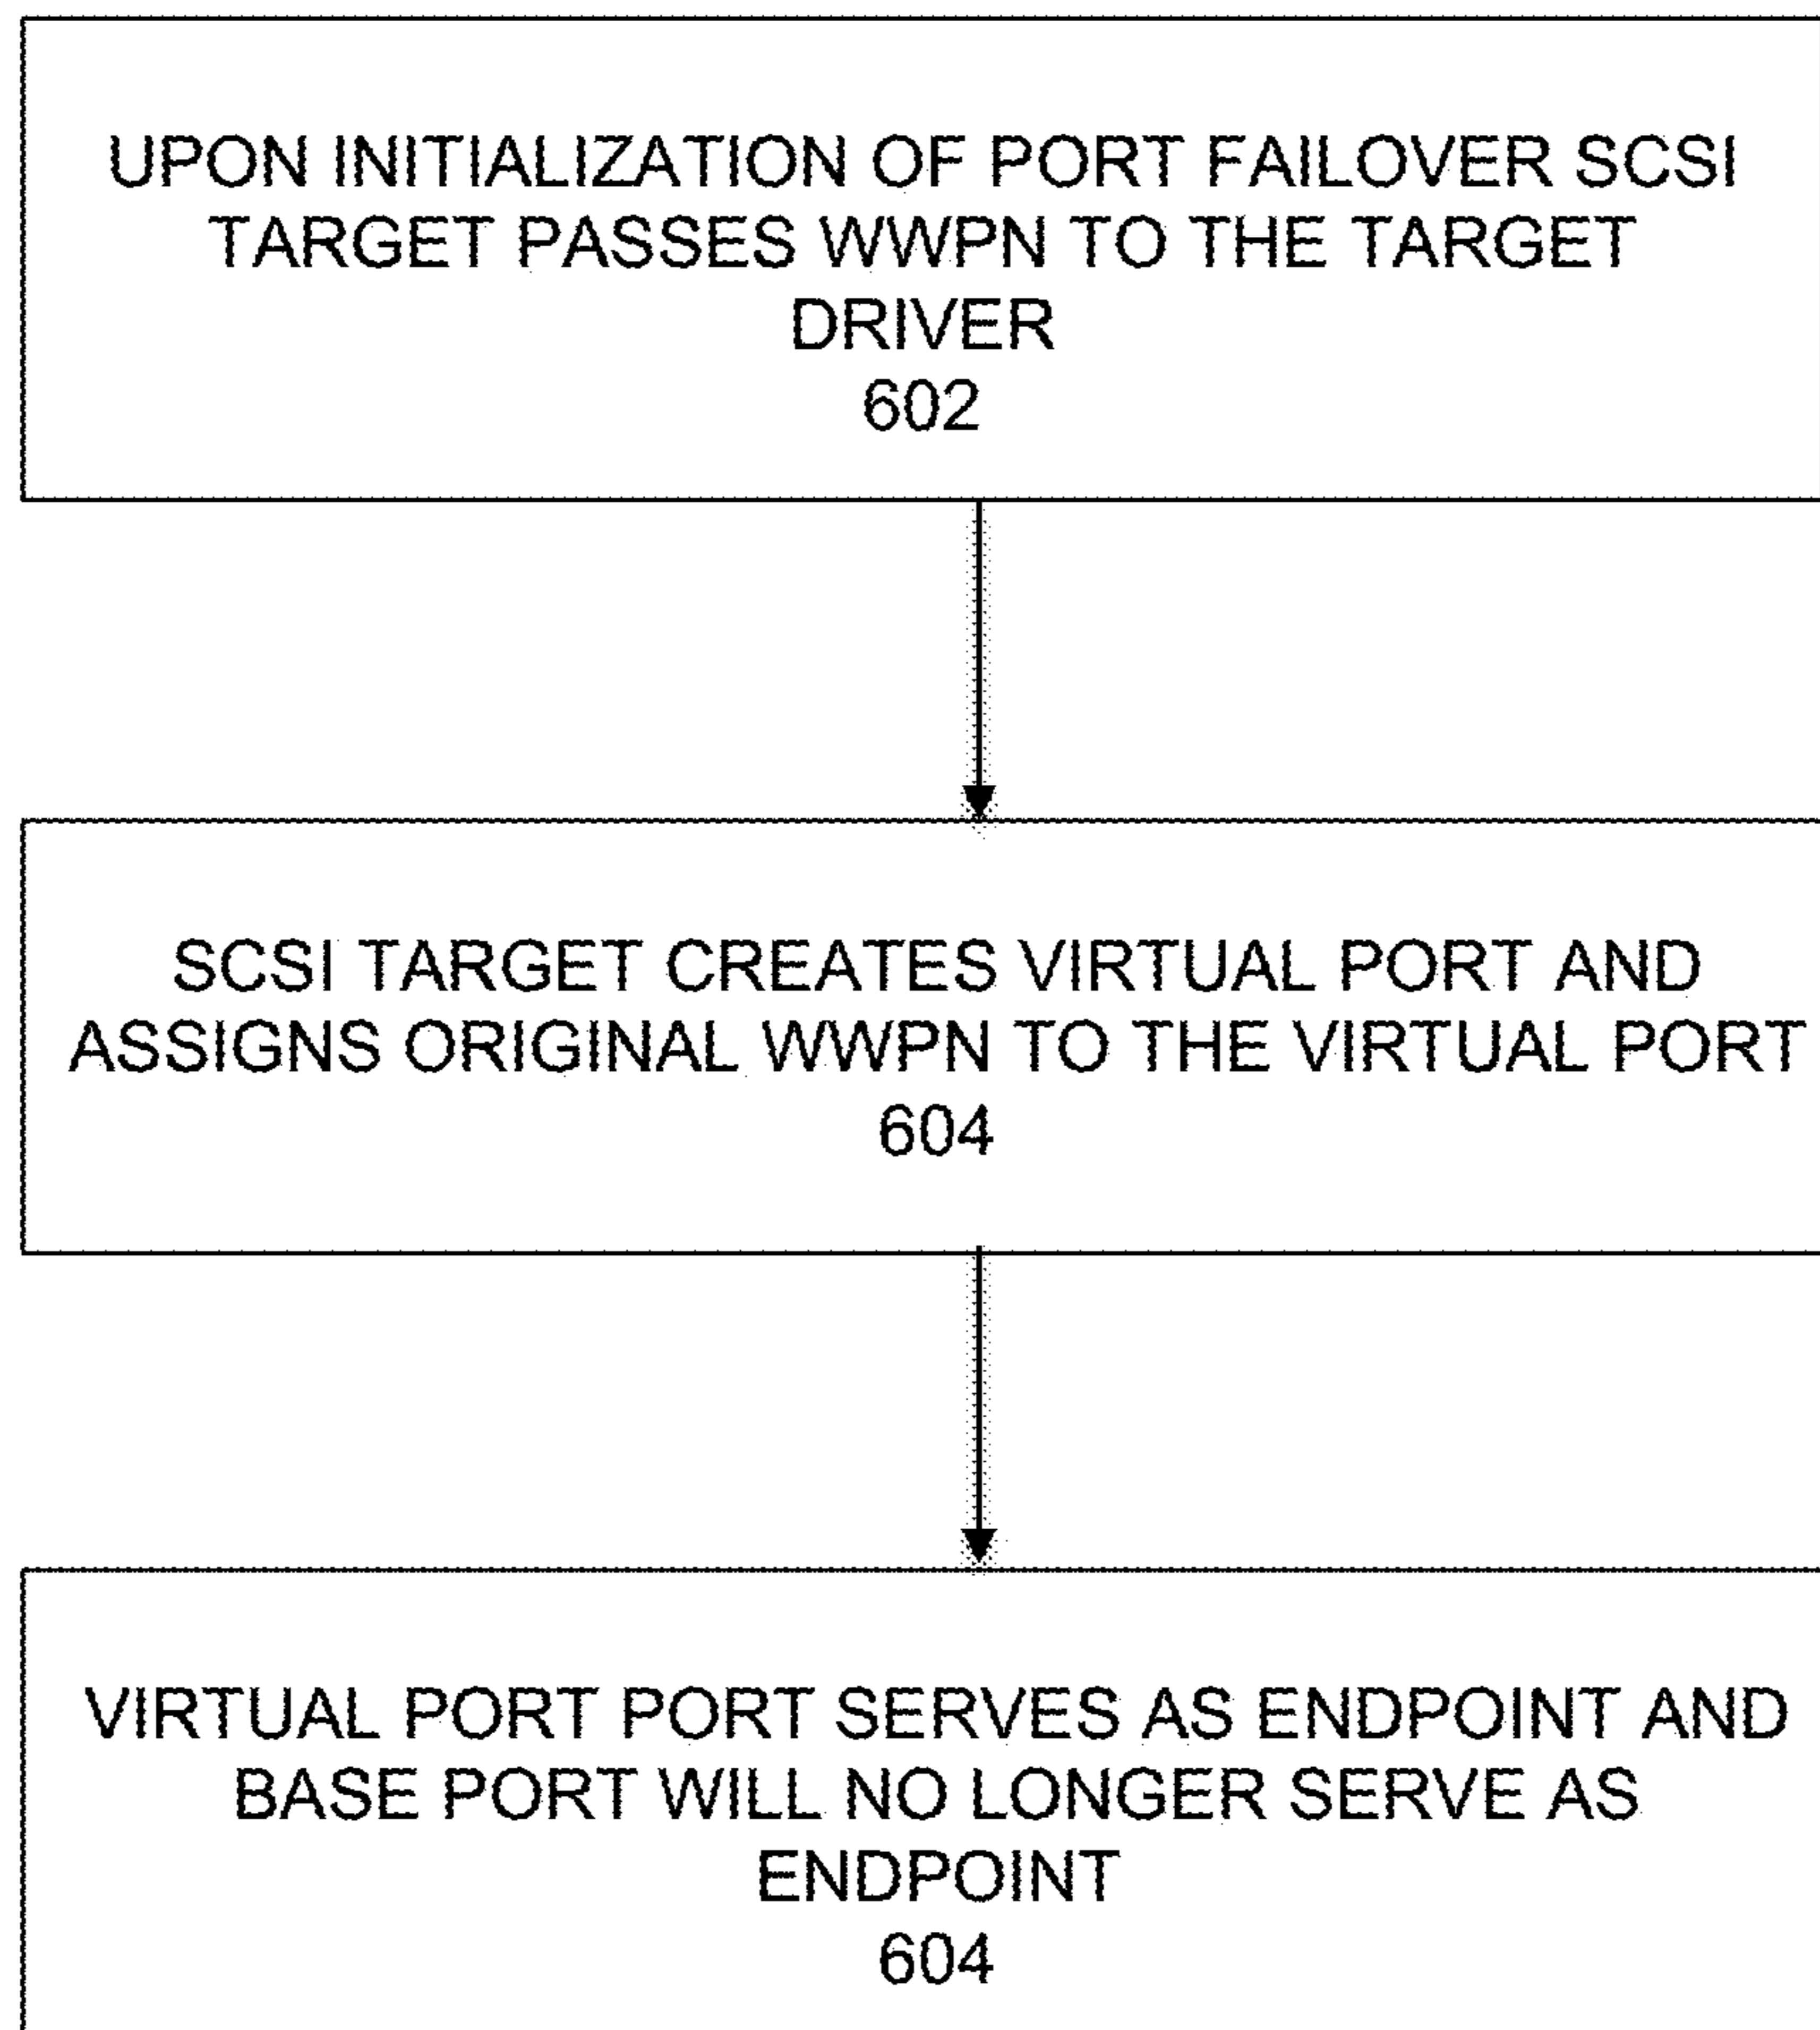 UPON INITIALIZATION OF PORT FAILOVER SCSI
TARGET PASSES WWPN TO THE TARGET
DRIVER
602
SCSI TARGET CREATES VIRTUAL PORT AND
ASSIGNS ORIGINAL WWPN TO THE VIRTUAL PORT
604
VIRTUAL PORT PORT SERVES AS ENDPOINT AND
BASE PORT WILL NO LONGER SERVE AS
ENDPOINT
604